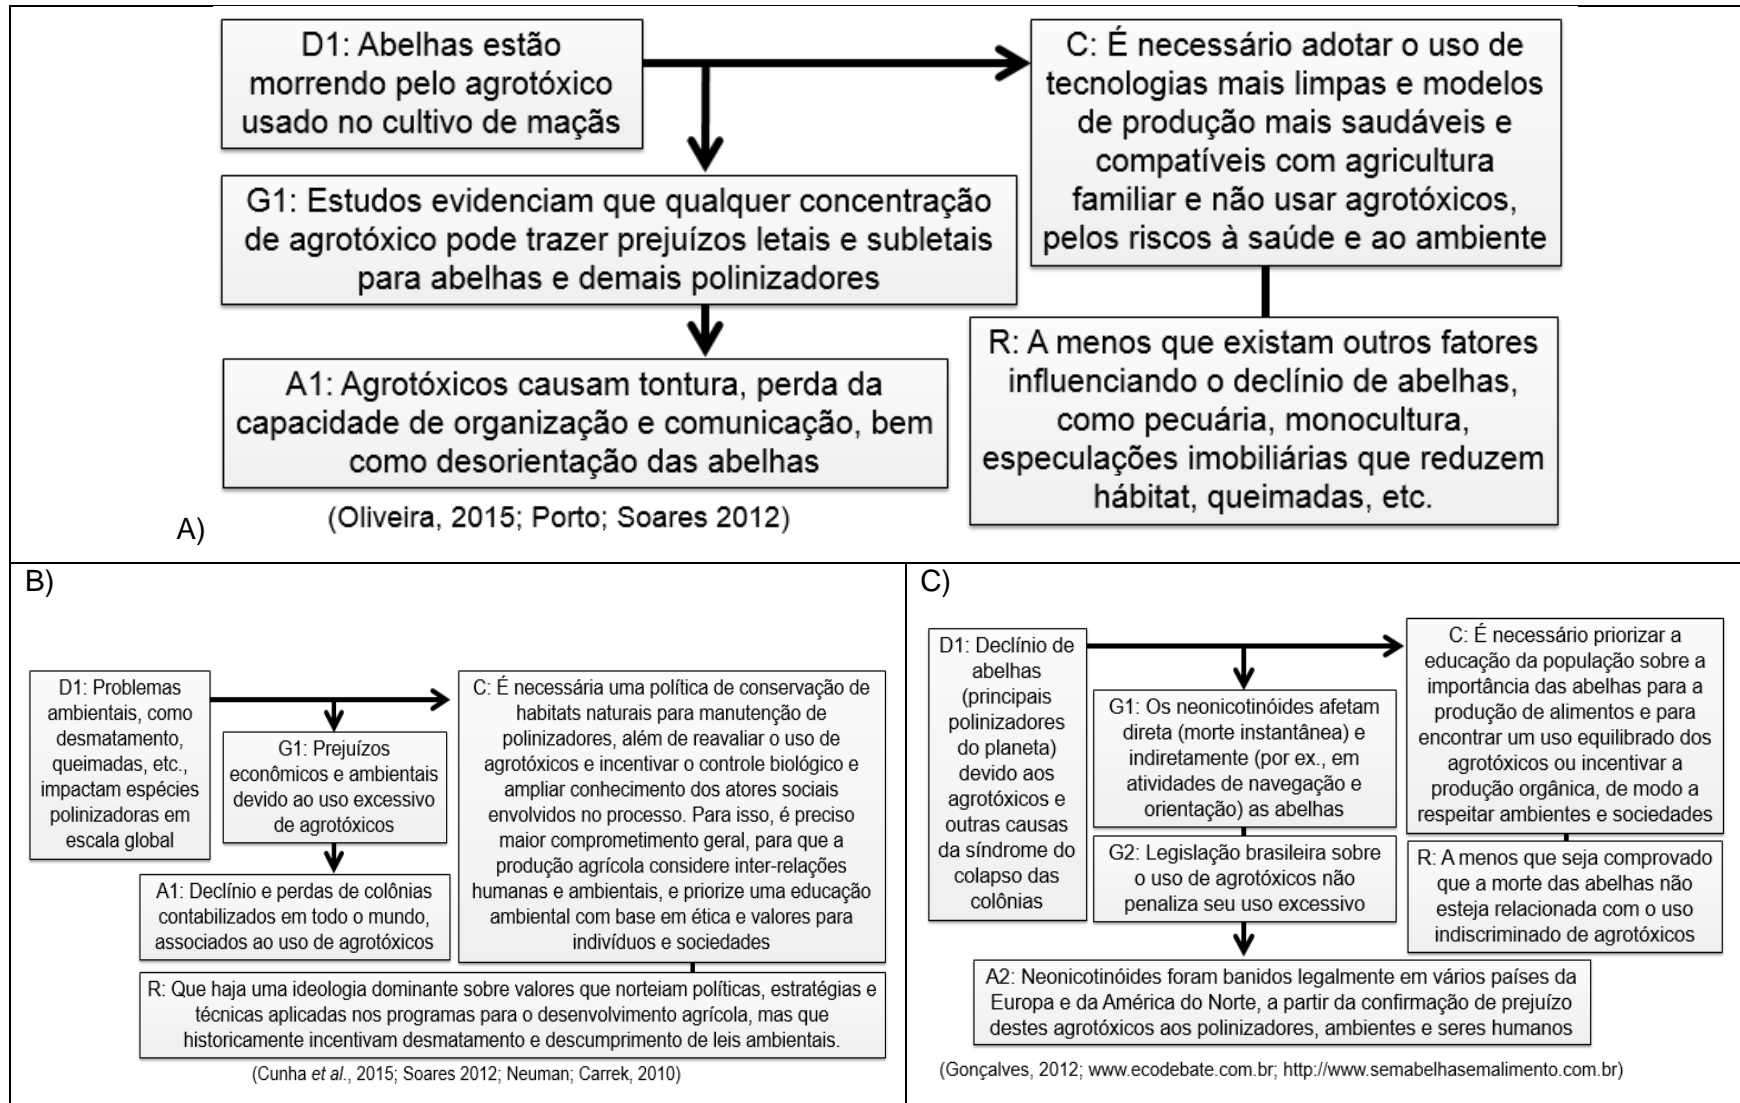 D1: Abelhas estão
morrendo pelo agrotóxico
usado no cultivo de maçãs
C: É necessário adotar o uso de
tecnologias mais limpas e modelos
de produção mais saudáveis e
compatíveis com agricultura
familiar e não usar agrotóxicos,
pelos riscos à saúde e ao ambiente
G1: Estudos evidenciam que qualquer concentração
de agrotóxico pode trazer prejuízos letais e subletais
para abelhas e demais polinizadores
A1: Agrotóxicos causam tontura, perda da
capacidade de organização e comunicação, bem
como desorientação das abelhas
R: A menos que existam outros fatores
influenciando o declínio de abelhas,
como pecuária, monocultura,
especulações imobiliárias que reduzem
hábitat, queimadas, etc.
(Oliveira, 2015; Porto; Soares 2012)
A)
B)
D1: Problemas
ambientais, como
desmatamento,
queimadas, etc.,
impactam espécies
polinizadoras em
escala global
G1: Prejuízos
econômicos e ambientais
devido ao uso excessivo
de agrotóxicos
A1: Declínio e perdas de colônias
contabilizados em todo o mundo,
associados ao uso de agrotóxicos
C: É necessária uma política de conservação de
habitats naturais para manutenção de
polinizadores, além de reavaliar o uso de
agrotóxicos e incentivar o controle biológico e
ampliar conhecimento dos atores sociais
envolvidos no processo. Para isso, é preciso
maior comprometimento geral, para que a
produção agrícola considere inter-relações
humanas e ambientais, e priorize uma educação
ambiental com base em ética e valores para
indivíduos e sociedades
R: Que haja uma ideologia dominante sobre valores que norteiam políticas, estratégias e
técnicas aplicadas nos programas para o desenvolvimento agrícola, mas que
historicamente incentivam desmatamento e descumprimento de leis ambientais.
(Cunha et al., 2015; Soares 2012; Neuman; Carrek, 2010)
C)
D1: Declínio de
abelhas
(principais
polinizadores
do planeta)
devido aos
agrotóxicos e
outras causas
da síndrome do
colapso das
colônias
G1: Os neonicotinóides afetam
direta (morte instantânea) e
indiretamente (por ex., em
atividades de navegação e
orientação) as abelhas
G2: Legislação brasileira sobre
o uso de agrotóxicos não
penaliza seu uso excessivo
C: É necessário priorizar a
educação da população sobre a
importância das abelhas para a
produção de alimentos e para
encontrar um uso equilibrado dos
agrotóxicos ou incentivar a
produção orgânica, de modo a
respeitar ambientes e sociedades
R: A menos que seja comprovado
que a morte das abelhas não
esteja relacionada com o uso
indiscriminado de agrotóxicos
A2: Neonicotinóides foram banidos legalmente em vários países da
Europa e da América do Norte, a partir da confirmação de prejuízo
destes agrotóxicos aos polinizadores, ambientes e seres humanos
(Gonçalves, 2012; www.ecodebate.com.br; http://www.semabelhasemalimento.com.br)